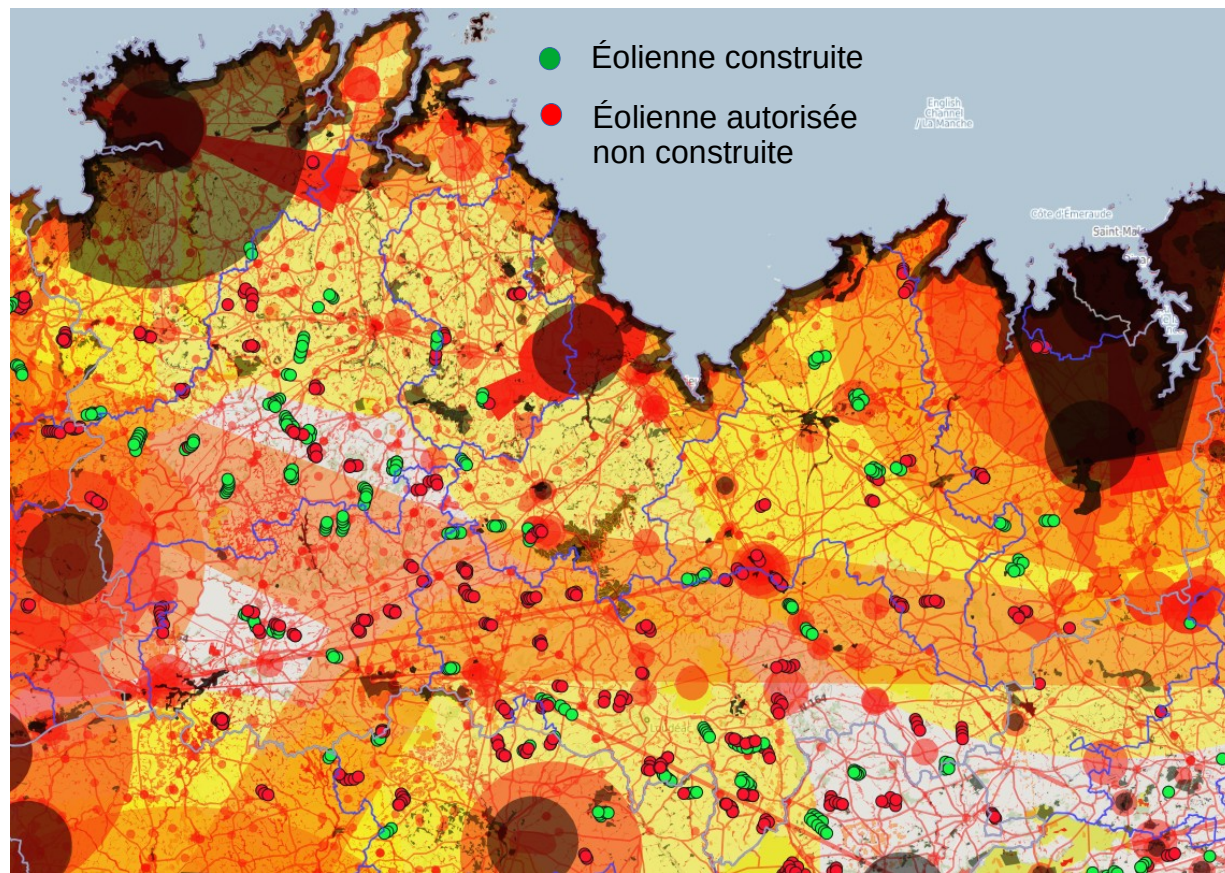 Éolienne construite
Éolienne autorisée
non construite
English
Channel
/ La Manche
Côte d'Émeraude
Saint-Ma